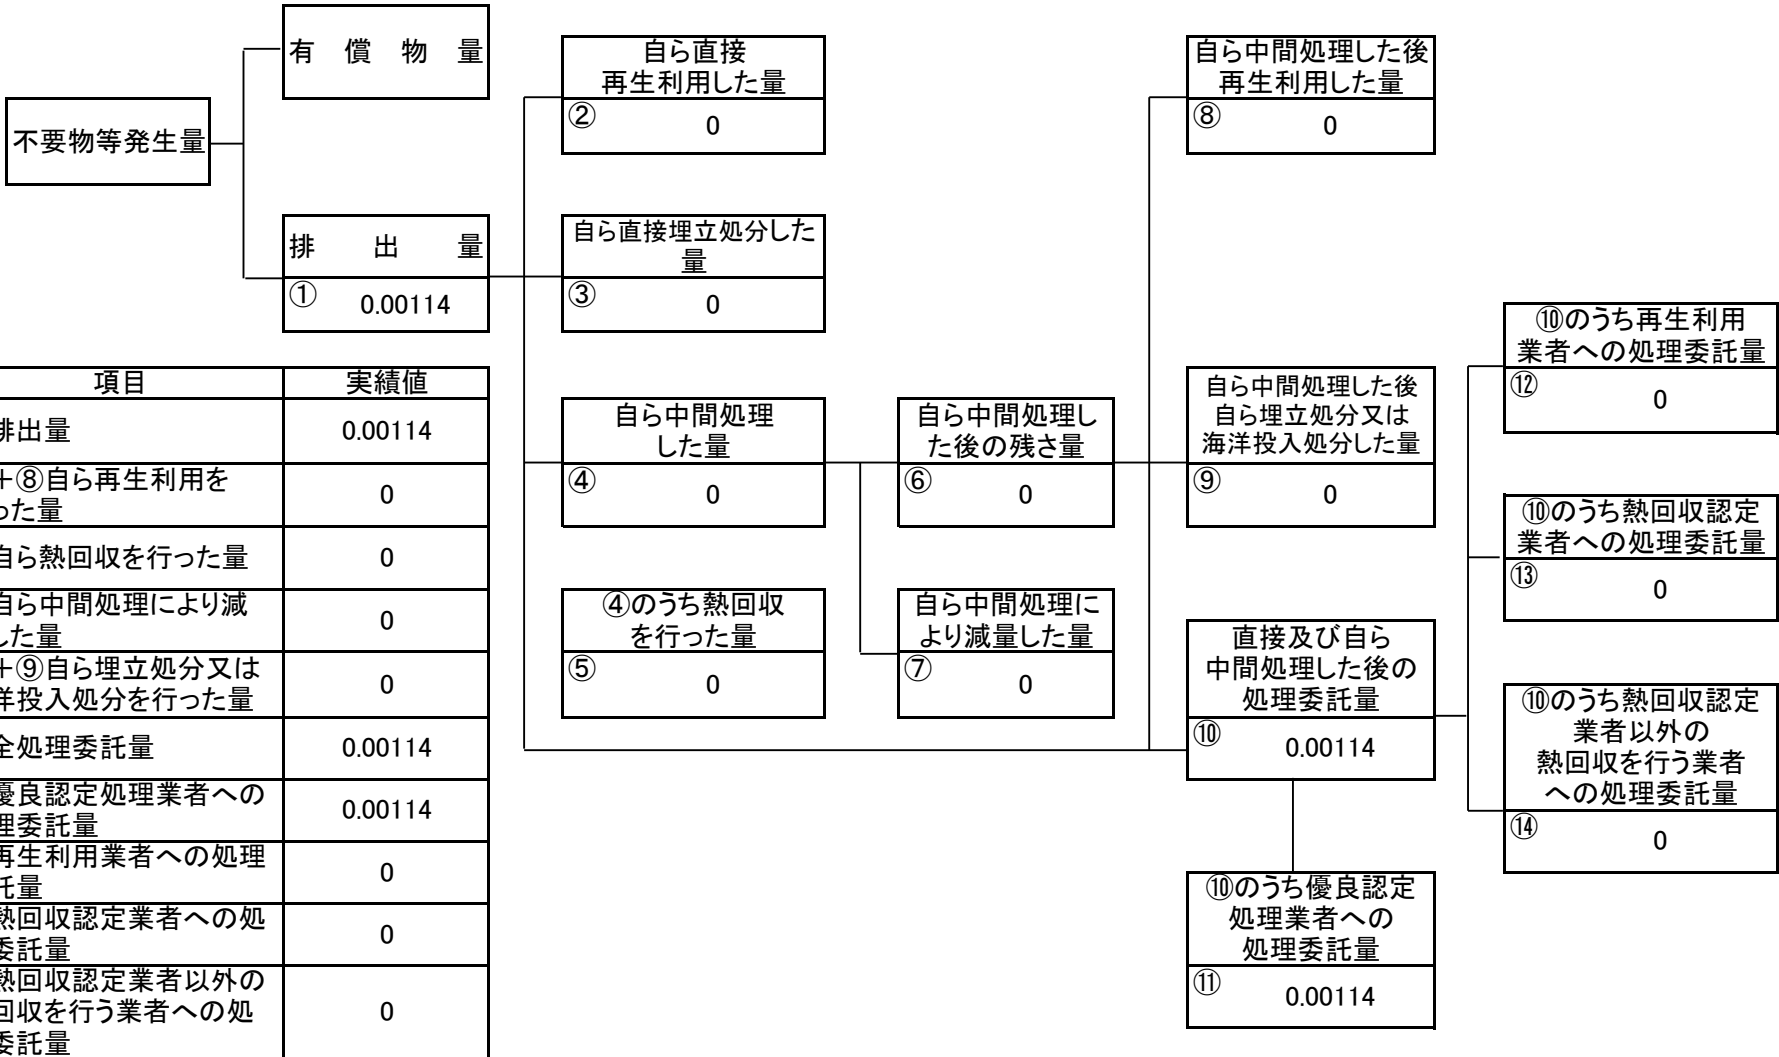 有償物量
不要物等発生量
排出量
① 0.00114
自ら直接
再生利用した量
② 0
自ら直接埋立処分した
量
③ 0
自ら中間処理
した量
④ 0
④のうち熱回収
を行った量
⑤ 0
自ら中間処理し
た後の残さ量
⑥ 0
自ら中間処理に
より減量した量
⑦ 0
自ら中間処理した後
再生利用した量
⑧ 0
自ら中間処理した後
自ら埋立処分又は
海洋投入処分した量
⑨ 0
直接及び自ら
中間処理した後の
処理委託量
⑩ 0.00114
⑩のうち優良認定
処理業者への
処理委託量
⑪ 0.00114
⑩のうち再生利用
業者への処理委託量
⑫ 0
⑩のうち熱回収認定
業者への処理委託量
⑬ 0
⑩のうち熱回収認定
業者以外の
熱回収を行う業者
への処理委託量
⑭ 0
項目 実績値
排出量 0.00114
+⑧自ら再生利用を
った量 0
自ら熱回収を行った量 0
自ら中間処理により減
した量 0
+⑨自ら埋立処分又は
洋投入処分を行った量 0
全処理委託量 0.00114
優良認定処理業者への
理委託量 0.00114
再生利用業者への処理
託量 0
熱回収認定業者への処
委託量 0
熱回収認定業者以外の
回収を行う業者への処
委託量 0